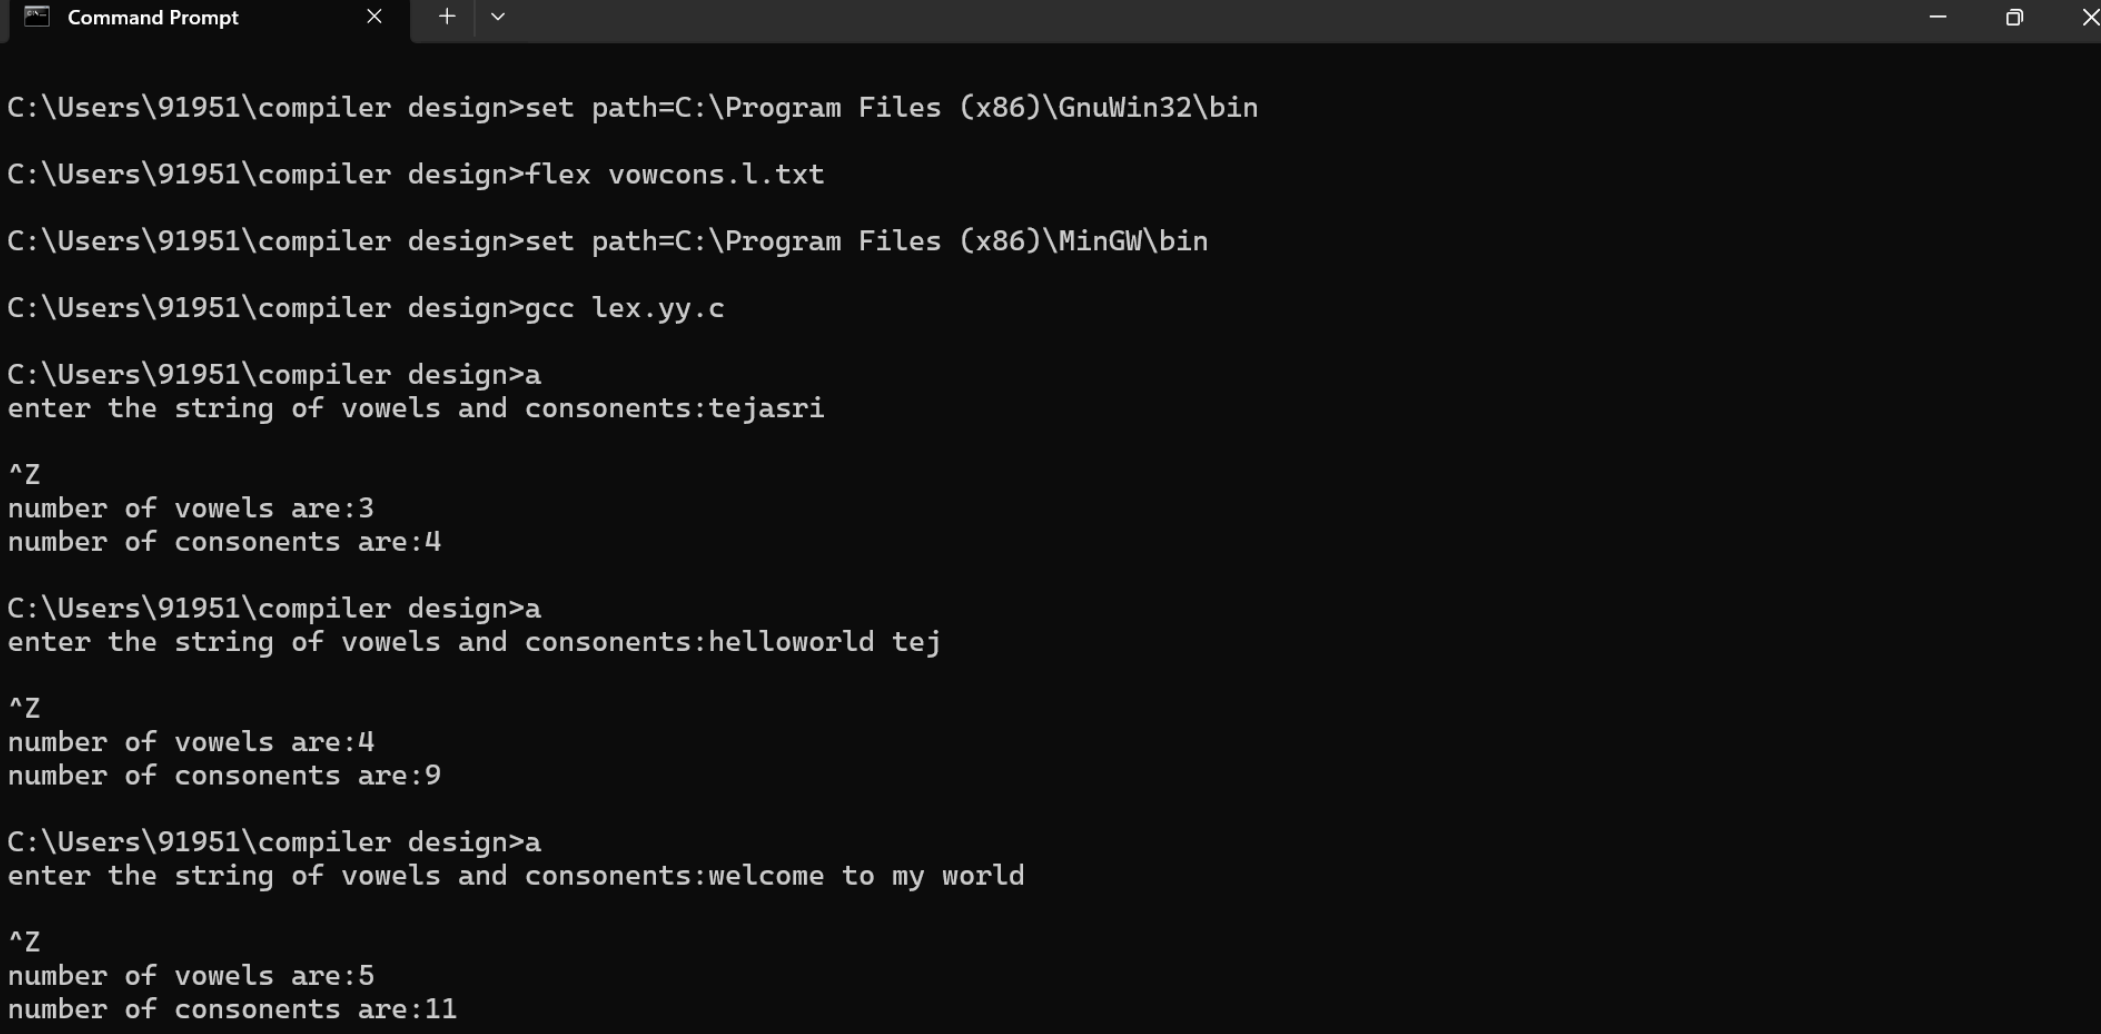 Command Prompt
C:\Users\91951\compiler design>set path=C:\Program Files (x86)\GnuWin32\bin
C:\Users\91951\compiler design>flex vowcons.l.txt
C:\Users\91951\compiler design>set path=C:\Program Files (x86)\MinGW\bin
C:\Users\91951\compiler design>gcc lex.yy.c
C:\Users\91951\compiler design>a
enter the string of vowels and consonents:tejasri
^Z
number of vowels are:3
number of consonents are:4
C:\Users\91951\compiler design>a
enter the string of vowels and consonents:helloworld tej
^Z
number of vowels are:4
number of consonents are:9
C:\Users\91951\compiler design>a
enter the string of vowels and consonents:welcome to my world
^Z
number of vowels are:5
number of consonents are:11